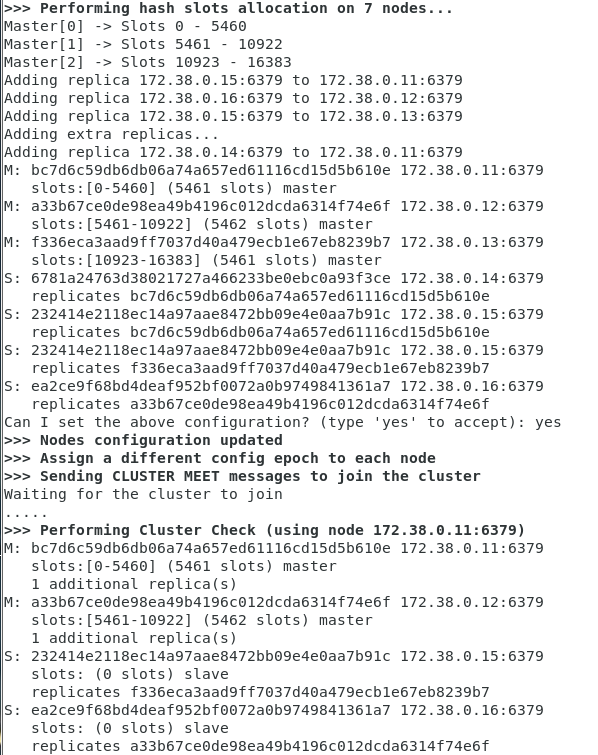 >>> Performing hash slots allocation on 7 nodes...
Master[0] -> Slots 0 - 5460
Master[1] -> Slots 5461 - 10922
Master[2] -> Slots 10923 - 16383
Adding replica 172.38.0.15:6379 to 172.38.0.11:6379
Adding replica 172.38.0.16:6379 to 172.38.0.12:6379
Adding replica 172.38.0.15:6379 to 172.38.0.13:6379
Adding extra replicas...
Adding replica 172.38.0.14:6379 to 172.38.0.11:6379
M: bc7d6c59db6db06a74a657ed61116cd15d5b610e 172.38.0.11:6379
   slots:[0-5460] (5461 slots) master
M: a33b67ce0de98ea49b4196c012dcda6314f74e6f 172.38.0.12:6379
   slots:[5461-10922] (5462 slots) master
M: f336eca3aad9ff7037d40a479ecb1e67eb8239b7 172.38.0.13:6379
   slots:[10923-16383] (5461 slots) master
S: 6781a24763d38021727a466233be0ebc0a93f3ce 172.38.0.14:6379
   replicates bc7d6c59db6db06a74a657ed61116cd15d5b610e
S: 232414e2118ec14a97aae8472bb09e4e0aa7b91c 172.38.0.15:6379
   replicates bc7d6c59db6db06a74a657ed61116cd15d5b610e
S: 232414e2118ec14a97aae8472bb09e4e0aa7b91c 172.38.0.15:6379
   replicates f336eca3aad9ff7037d40a479ecb1e67eb8239b7
S: ea2ce9f68bd4deaf952bf0072a0b9749841361a7 172.38.0.16:6379
   replicates a33b67ce0de98ea49b4196c012dcda6314f74e6f
Can I set the above configuration? (type 'yes' to accept): yes
>>> Nodes configuration updated
>>> Assign a different config epoch to each node
>>> Sending CLUSTER MEET messages to join the cluster
Waiting for the cluster to join
.....
>>> Performing Cluster Check (using node 172.38.0.11:6379)
M: bc7d6c59db6db06a74a657ed61116cd15d5b610e 172.38.0.11:6379
   slots:[0-5460] (5461 slots) master
   1 additional replica(s)
M: a33b67ce0de98ea49b4196c012dcda6314f74e6f 172.38.0.12:6379
   slots:[5461-10922] (5462 slots) master
   1 additional replica(s)
S: 232414e2118ec14a97aae8472bb09e4e0aa7b91c 172.38.0.15:6379
   slots: (0 slots) slave
   replicates f336eca3aad9ff7037d40a479ecb1e67eb8239b7
S: ea2ce9f68bd4deaf952bf0072a0b9749841361a7 172.38.0.16:6379
   slots: (0 slots) slave
   replicates a33b67ce0de98ea49b4196c012dcda6314f74e6f